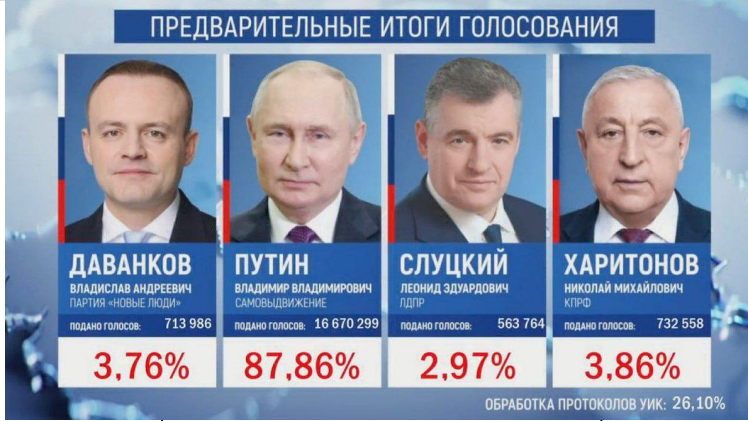 ПРЕДВАРИТЕЛЬНЫЕ ИТОГИ ГОЛОСОВАНИЯ
ДАВАНКОВ
ВЛАДИСЛАВ АНДРЕЕВИЧ
ПАРТИЯ «НОВЫЕ ЛЮДИ»
ПОДАНО ГОЛОСОВ: 713 986
3,76%
ПУТИН
ВЛАДИМИР ВЛАДИМИРОВИЧ
САМОВЫДВИЖЕНИЕ
ПОДАНО ГОЛОСОВ: 16 670 299
87,86%
СЛУЦКИЙ
ЛЕОНИД ЭДУАРДОВИЧ
ЛДПР
ПОДАНО ГОЛОСОВ: 563 764
2,97%
ХАРИТОНОВ
НИКОЛАЙ МИХАЙЛОВИЧ
КПРФ
ПОДАНО ГОЛОСОВ: 732 558
3,86%
ОБРАБОТКА ПРОТОКОЛОВ УИК: 26,10%